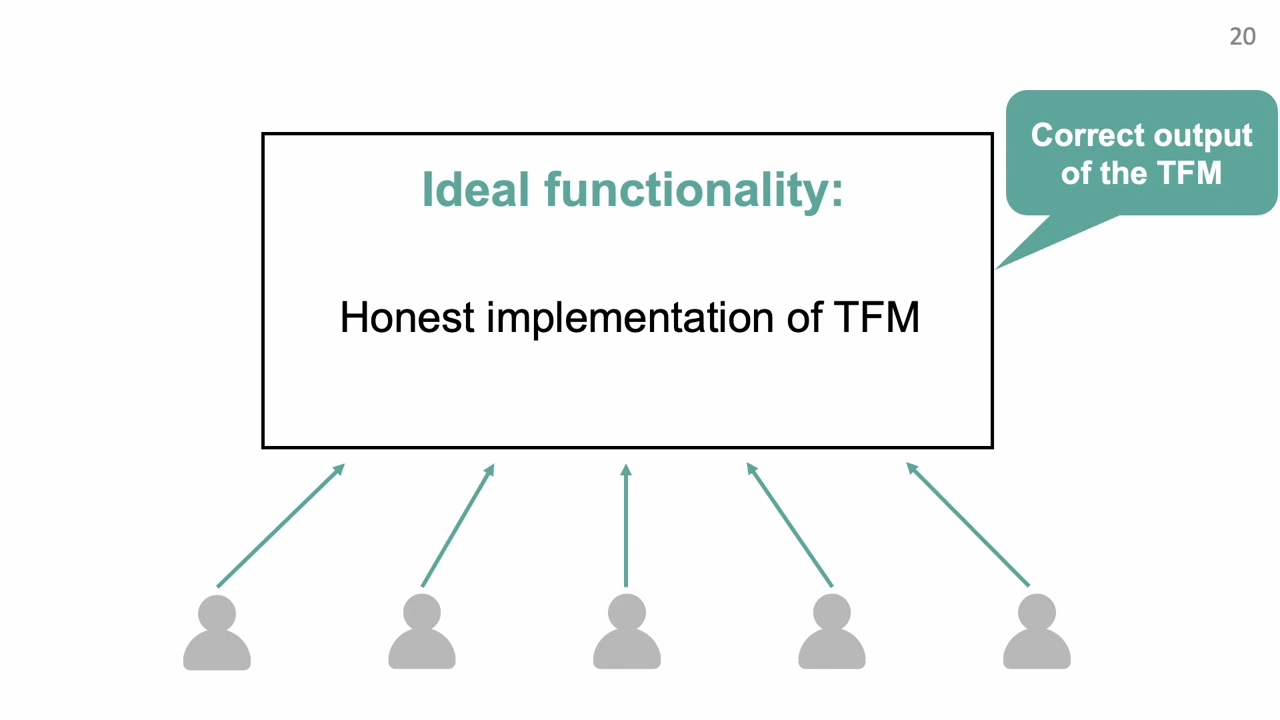 20
Correct output
of the TFM
Ideal functionality:
Honest implementation of TFM